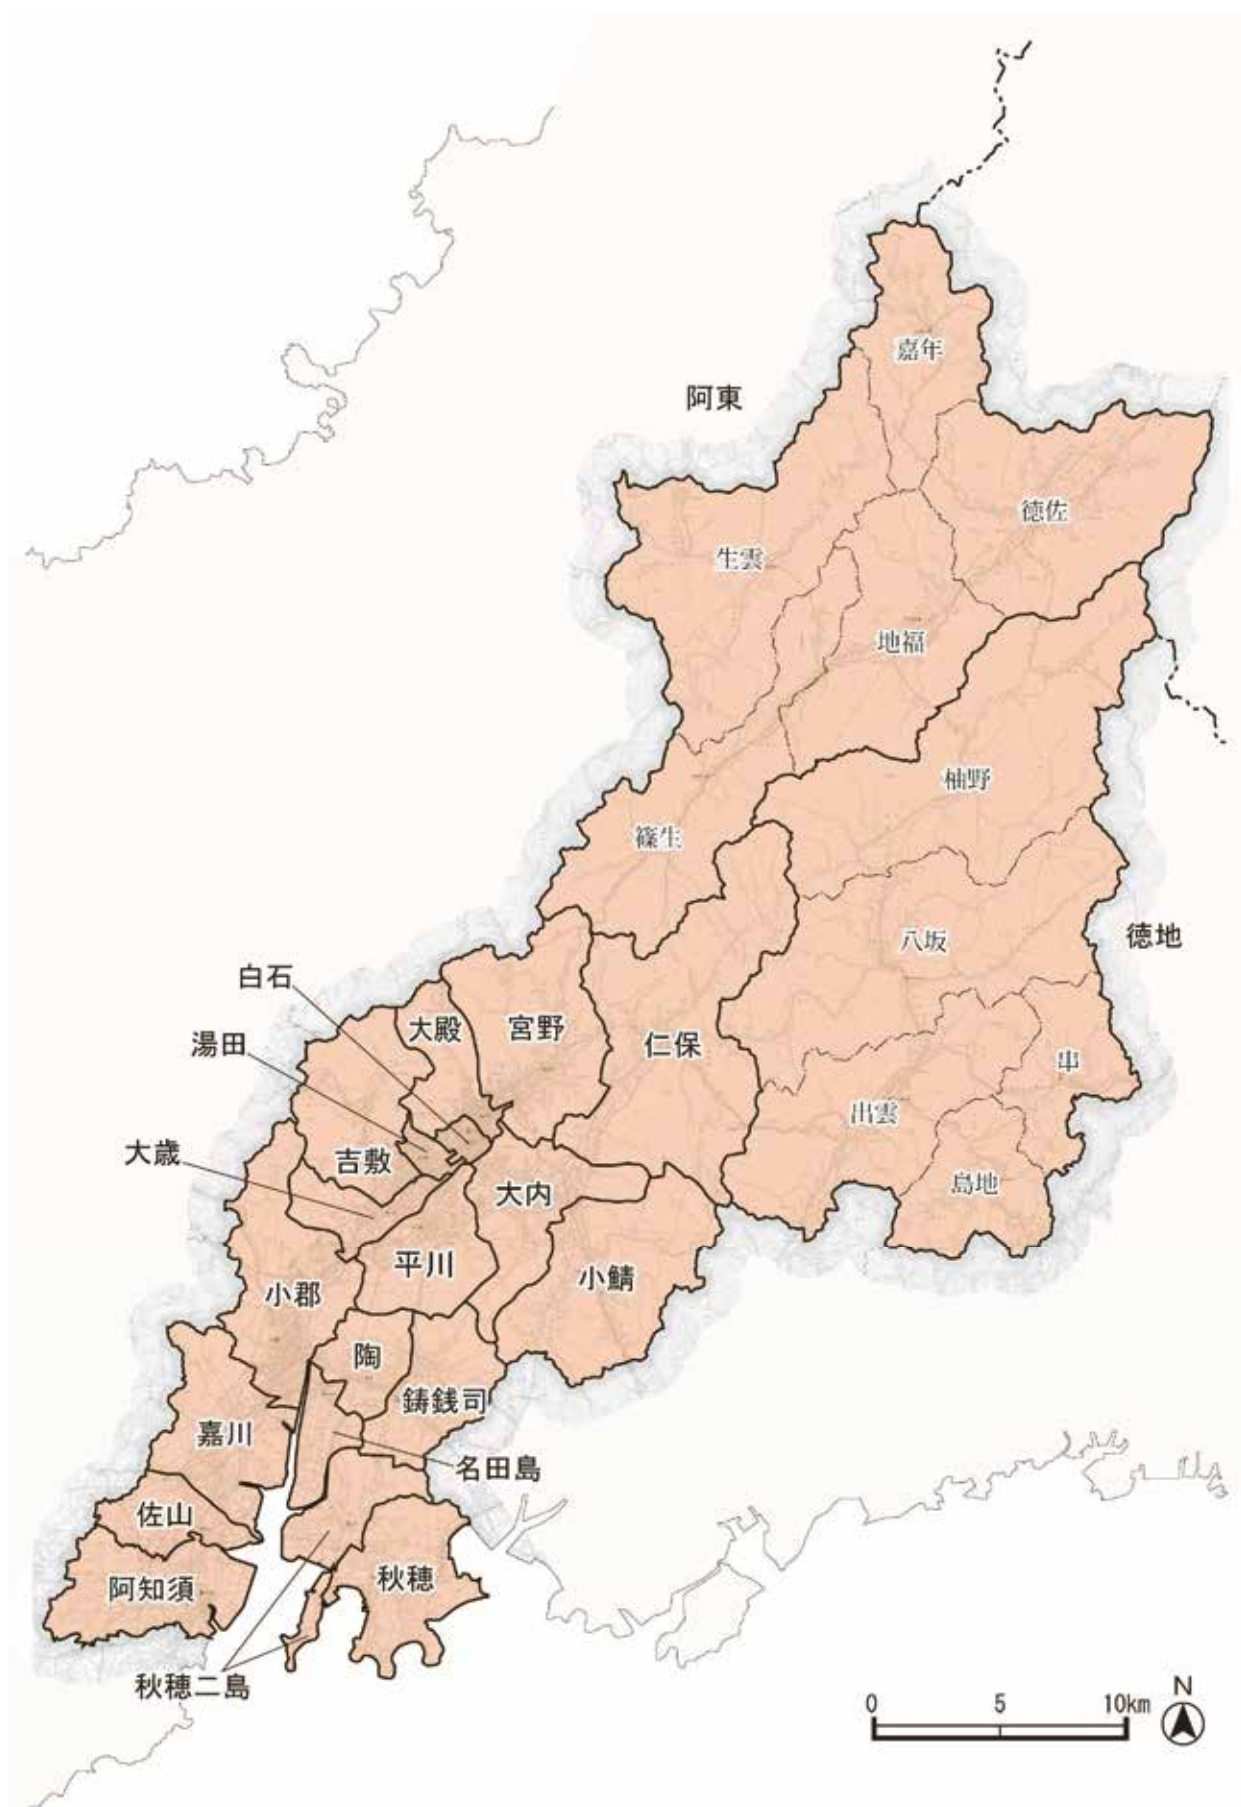 嘉年
阿東
徳佐
生雲
地福
柚野
篠生
八坂
徳地
白石
大殿
宮野
湯田
仁保
串
出雲
大歳
吉敷
島地
大内
平川
小鯖
小郡
陶
鋳銭司
嘉川
名田島
佐山
秋穂
阿知須
秋穂二島
N
0 5 10km